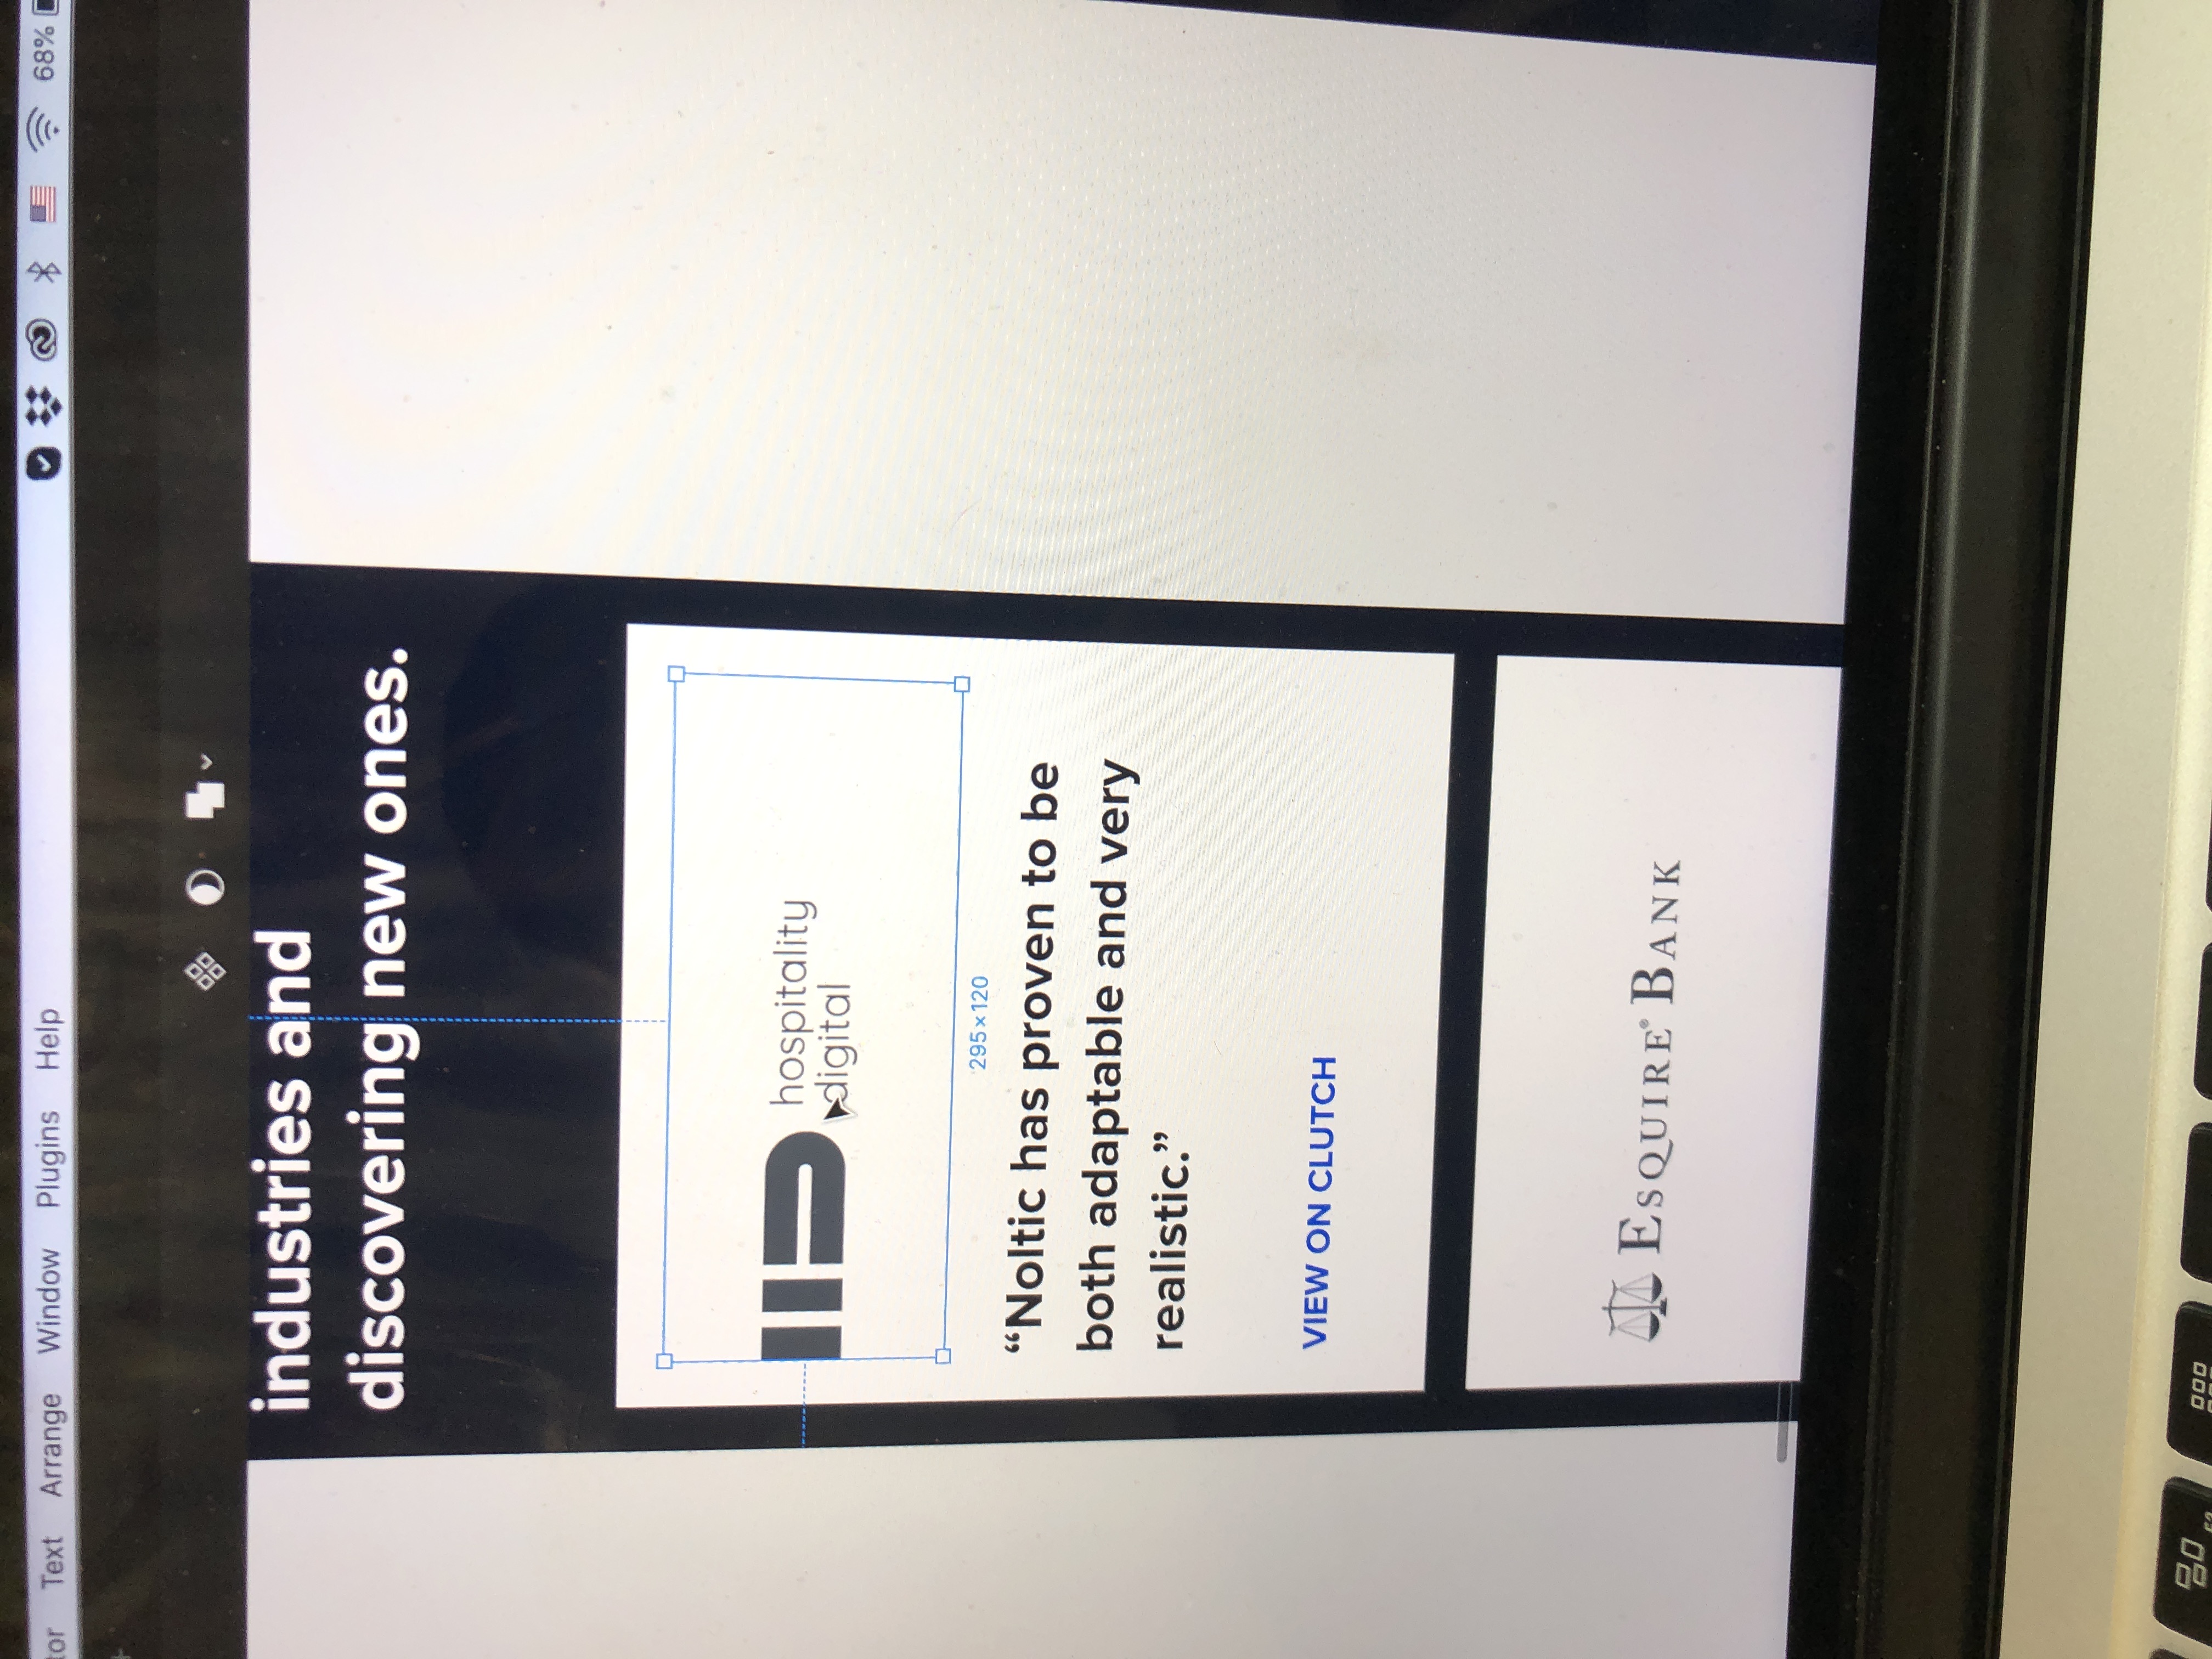 tor Text Arrange Window Plugins Help 68%
industries and
discovering new ones.
hospitality
digital
295×120
“Noltic has proven to be
both adaptable and very
realistic.”
VIEW ON CLUTCH
ESQUIRE® BANK
F3